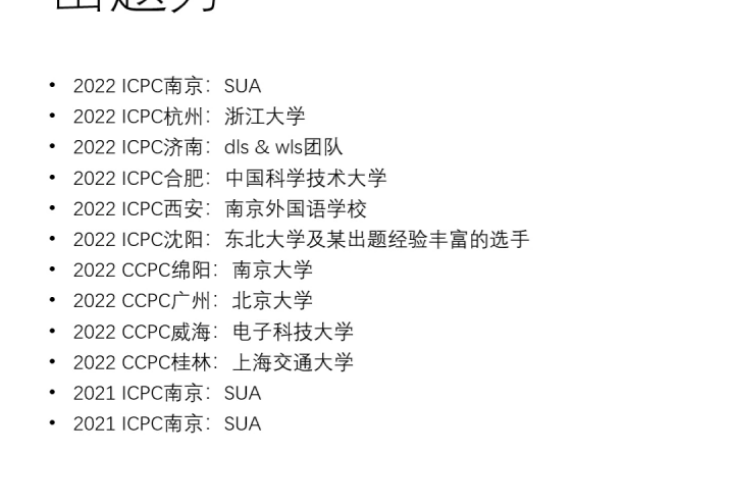 出题方
• 2022 ICPC南京：SUA
• 2022 ICPC杭州：浙江大学
• 2022 ICPC济南：dls & wls团队
• 2022 ICPC合肥：中国科学技术大学
• 2022 ICPC西安：南京外国语学校
• 2022 ICPC沈阳：东北大学及某出题经验丰富的选手
• 2022 CCPC绵阳：南京大学
• 2022 CCPC广州：北京大学
• 2022 CCPC威海：电子科技大学
• 2022 CCPC桂林：上海交通大学
• 2021 ICPC南京：SUA
• 2021 ICPC南京：SUA